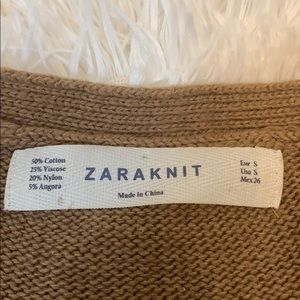 50% Cotton
25% Viscose
20% Nylon
5% Angora
ZARAKNIT
Made in China
Eur S
Usa S
Mex 26